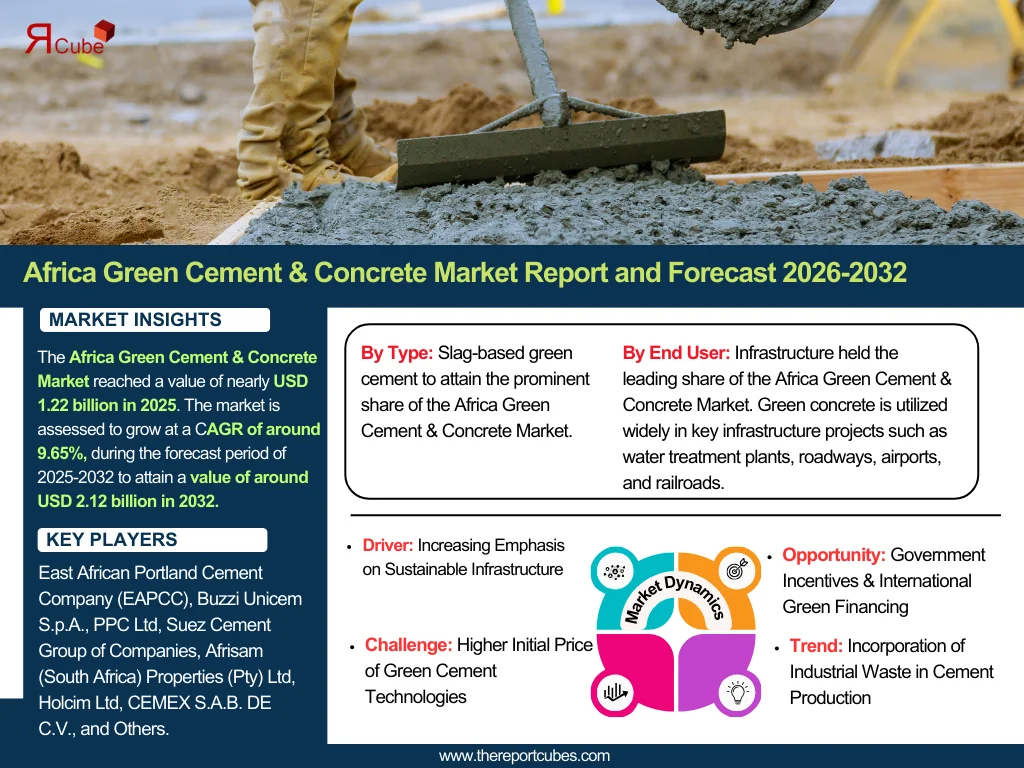 ЯCube
Africa Green Cement & Concrete Market Report and Forecast 2026-2032
MARKET INSIGHTS
The Africa Green Cement & Concrete
Market reached a value of nearly USD
1.22 billion in 2025. The market is
assessed to grow at a CAGR of around
9.65%, during the forecast period of
2025-2032 to attain a value of around
USD 2.12 billion in 2032.
KEY PLAYERS
East African Portland Cement
Company (EAPCC), Buzzi Unicem
S.p.A., PPC Ltd, Suez Cement
Group of Companies, Afrisam
(South Africa) Properties (Pty) Ltd,
Holcim Ltd, CEMEX S.A.B. DE
C.V., and Others.
By Type: Slag-based green
cement to attain the prominent
share of the Africa Green
Cement & Concrete Market.
By End User: Infrastructure held the
leading share of the Africa Green Cement &
Concrete Market. Green concrete is utilized
widely in key infrastructure projects such as
water treatment plants, roadways, airports,
and railroads.
• Driver: Increasing Emphasis
on Sustainable Infrastructure
• Challenge: Higher Initial Price
of Green Cement
Technologies
Market Dynamics
• Opportunity: Government
Incentives & International
Green Financing
• Trend: Incorporation of
Industrial Waste in Cement
Production
www.thereportcubes.com